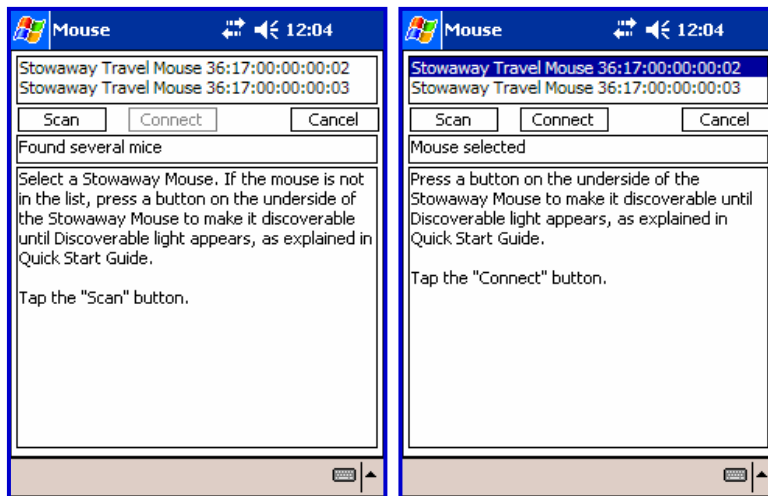 Mouse 12:04
Stowaway Travel Mouse 36:17:00:00:00:02
Stowaway Travel Mouse 36:17:00:00:00:03
Scan Connect Cancel
Found several mice
Select a Stowaway Mouse. If the mouse is not
in the list, press a button on the underside of
the Stowaway Mouse to make it discoverable
until Discoverable light appears, as explained in
Quick Start Guide.
Tap the "Scan" button.
Mouse 12:04
Stowaway Travel Mouse 36:17:00:00:00:02
Stowaway Travel Mouse 36:17:00:00:00:03
Scan Connect Cancel
Mouse selected
Press a button on the underside of the
Stowaway Mouse to make it discoverable until
Discoverable light appears, as explained in
Quick Start Guide.
Tap the "Connect" button.